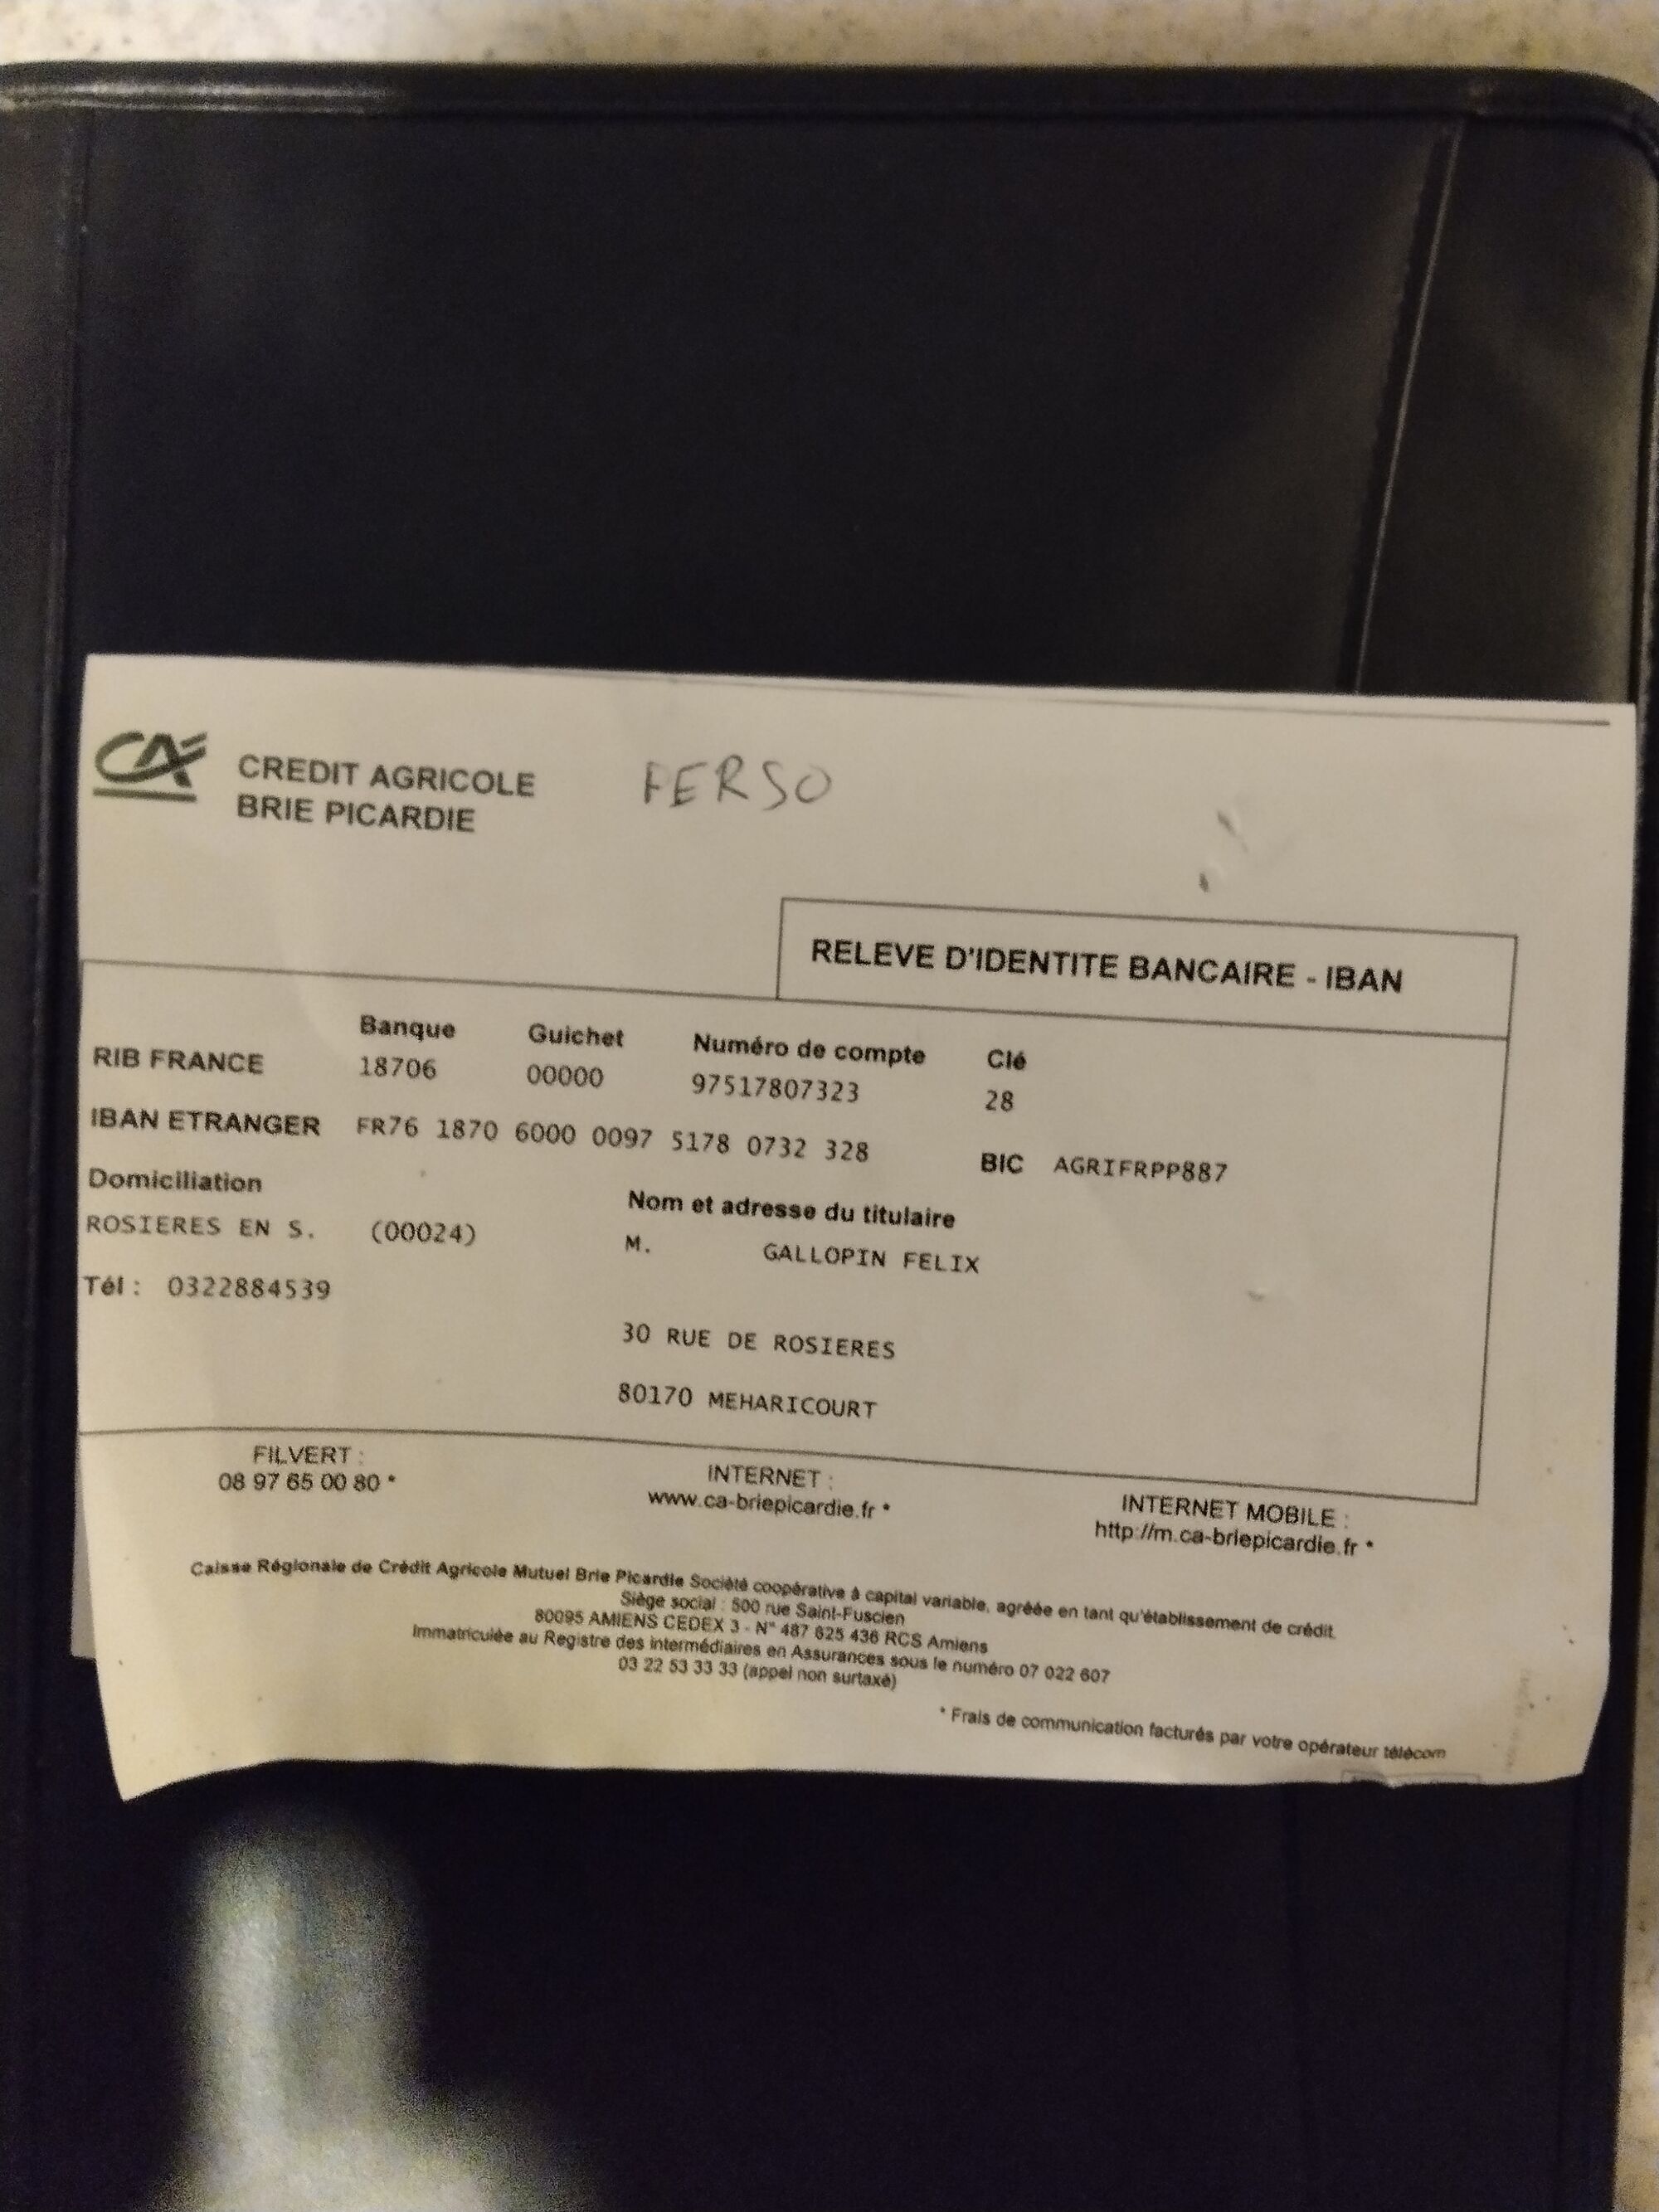 CA
CREDIT AGRICOLE
BRIE PICARDIE
PERSO
RELEVE D'IDENTITE BANCAIRE - IBAN
Banque Guichet Numéro de compte Clé
RIB FRANCE 18706 00000 97517807323 28
IBAN ETRANGER FR76 1870 6000 0097 5178 0732 328 BIC AGRIFRPP887
Domiciliation
ROSIERES EN S. (00024)
Tél : 0322884539
Nom et adresse du titulaire
M. GALLOPIN FELIX
30 RUE DE ROSIERES
80170 MEHARICOURT
FILVERT :
08 97 65 00 80 *
INTERNET :
www.ca-briepicardie.fr *
INTERNET MOBILE :
http://m.ca-briepicardie.fr *
Caisse Régionale de Crédit Agricole Mutuel Brie Picardie Société coopérative à capital variable, agréée en tant qu'établissement de crédit.
Siège social : 500 rue Saint-Fuscien
80095 AMIENS CEDEX 3 - N° 487 625 436 RCS Amiens
Immatriculée au Registre des intermédiaires en Assurances sous le numéro 07 022 607
03 22 53 33 33 (appel non surtaxé)
* Frais de communication facturés par votre opérateur télécom